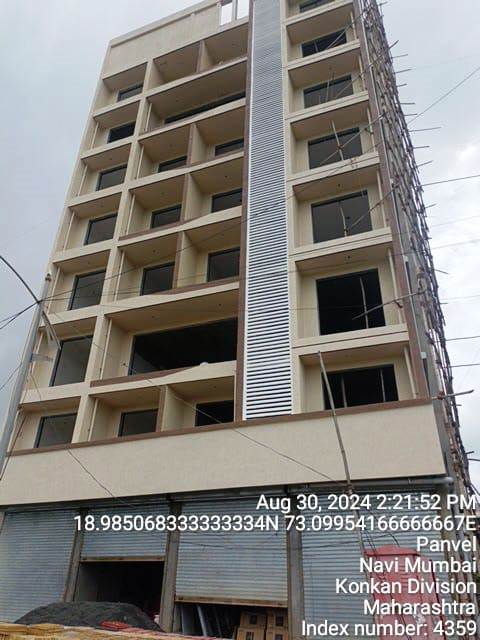 Aug 30, 2024 2:21:52 PM
18.985068333333334N 73.09954166666667E
Panvel
Navi Mumbai
Konkan Division
Maharashtra
Index number: 4359